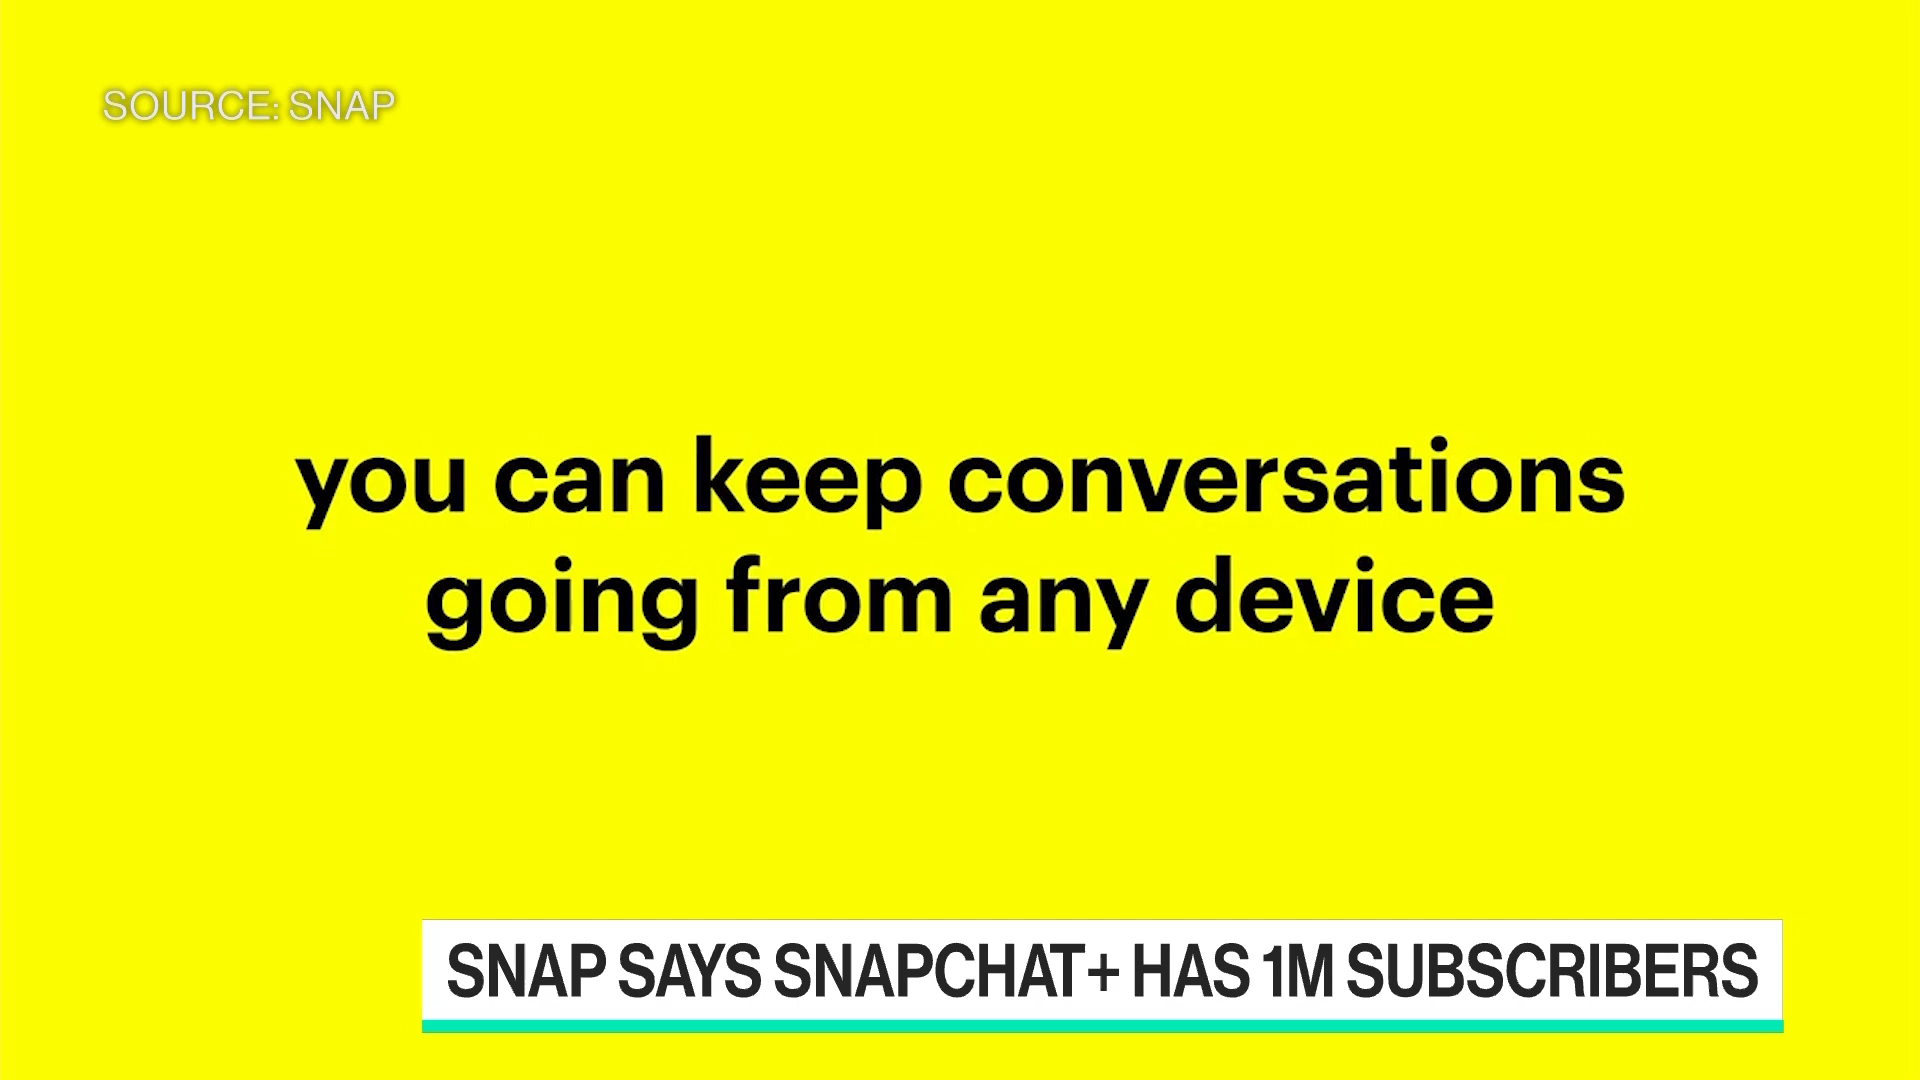 SOURCE: SNAP
you can keep conversations
going from any device
SNAP SAYS SNAPCHAT+ HAS 1M SUBSCRIBERS